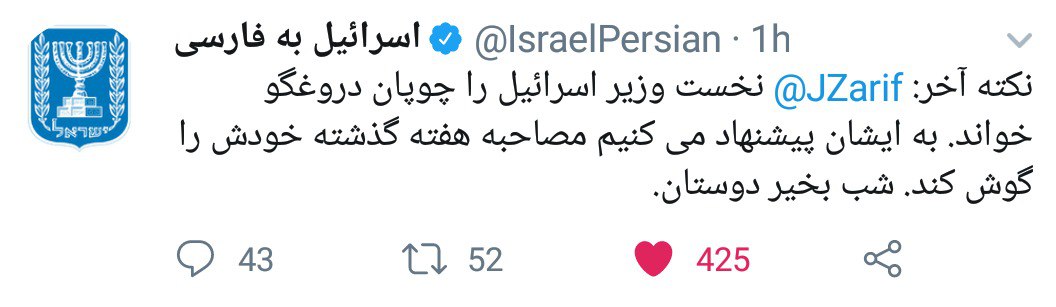 اسرائیل به فارسی @IsraelPersian · 1h
نکته آخر: @JZarif نخست وزیر اسرائیل را چوپان دروغگو
خواند. به ایشان پیشنهاد می کنیم مصاحبه هفته گذشته خودش را
گوش کند. شب بخیر دوستان.
43 52 425
ישראל